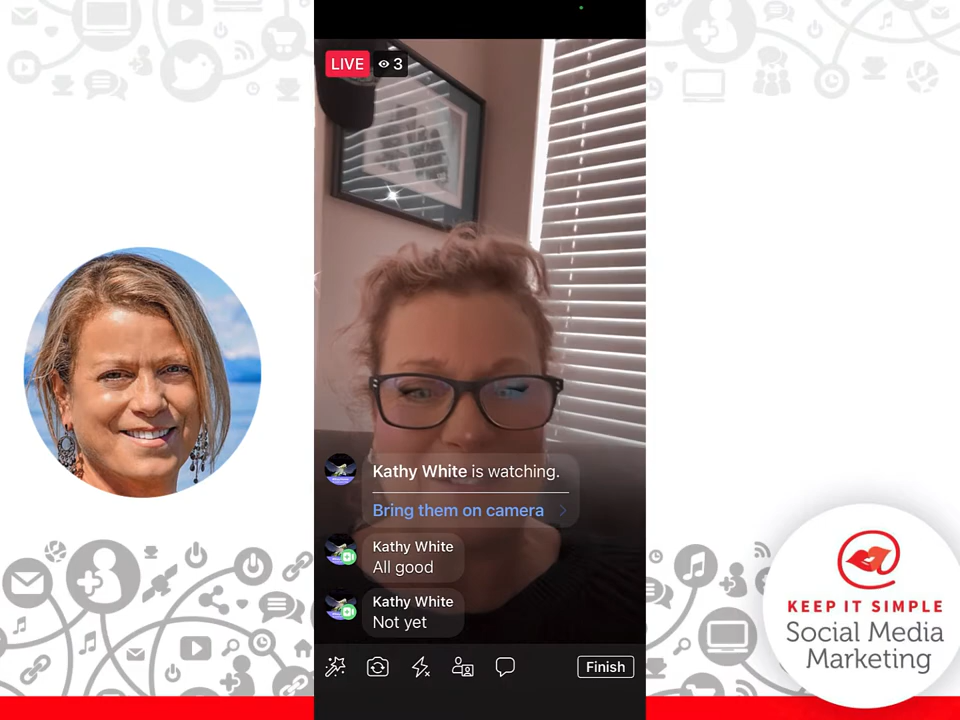 LIVE 3
Kathy White is watching.
Bring them on camera
Kathy White
All good
Kathy White
Not yet
Finish
KEEP IT SIMPLE
Social Media
Marketing